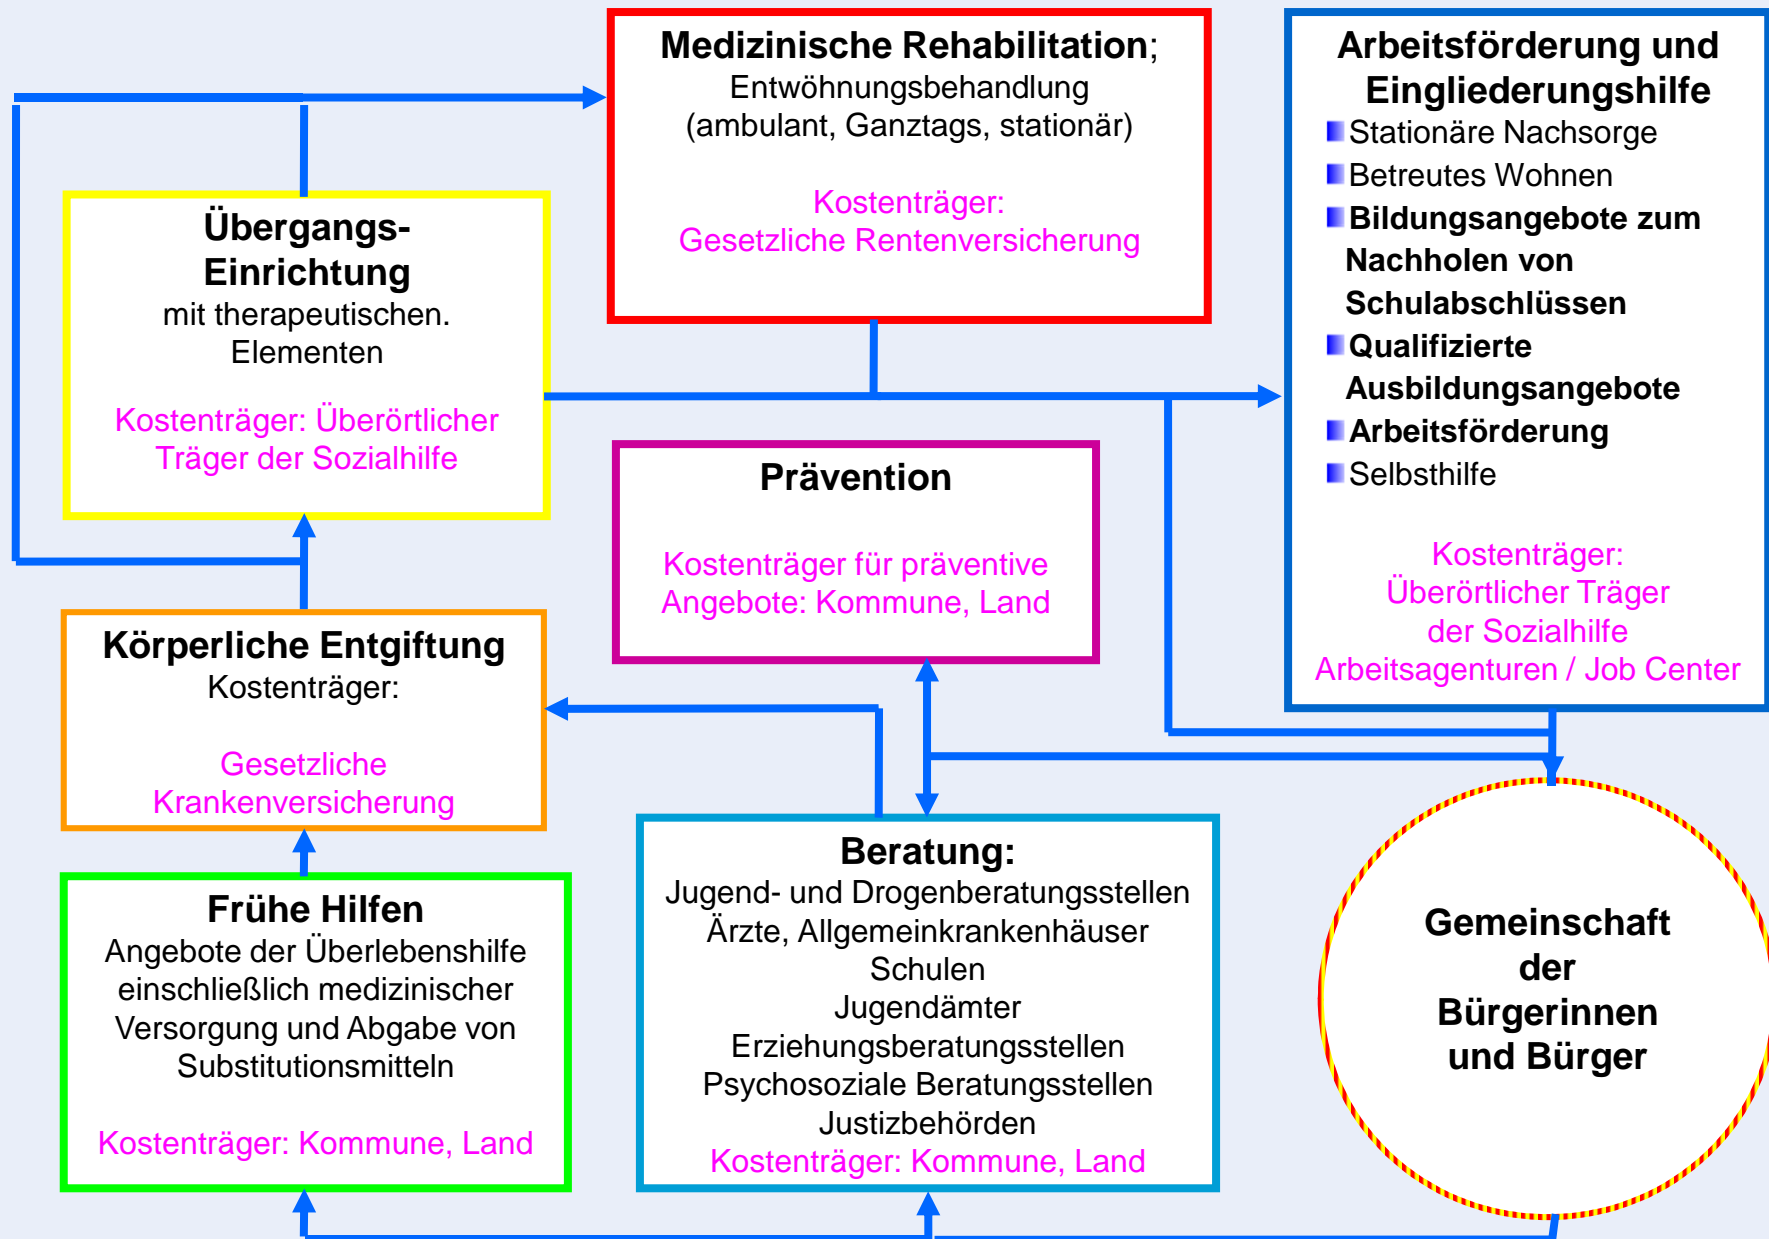 Medizinische Rehabilitation;
Entwöhnungsbehandlung
(ambulant, Ganztags, stationär)
Kostenträger:
Gesetzliche Rentenversicherung
Arbeitsförderung und
Eingliederungshilfe
Stationäre Nachsorge
Betreutes Wohnen
Bildungsangebote zum
Nachholen von
Schulabschlüssen
Qualifizierte
Ausbildungsangebote
Arbeitsförderung
Selbsthilfe
Kostenträger:
Überörtlicher Träger
der Sozialhilfe
Arbeitsagenturen / Job Center
Übergangs-
Einrichtung
mit therapeutischen.
Elementen
Kostenträger: Überörtlicher
Träger der Sozialhilfe
Prävention
Kostenträger für präventive
Angebote: Kommune, Land
Körperliche Entgiftung
Kostenträger:
Gesetzliche
Krankenversicherung
Frühe Hilfen
Angebote der Überlebenshilfe
einschließlich medizinischer
Versorgung und Abgabe von
Substitutionsmitteln
Kostenträger: Kommune, Land
Beratung:
Jugend- und Drogenberatungsstellen
Ärzte, Allgemeinkrankenhäuser
Schulen
Jugendämter
Erziehungsberatungsstellen
Psychosoziale Beratungsstellen
Justizbehörden
Kostenträger: Kommune, Land
Gemeinschaft
der
Bürgerinnen
und Bürger